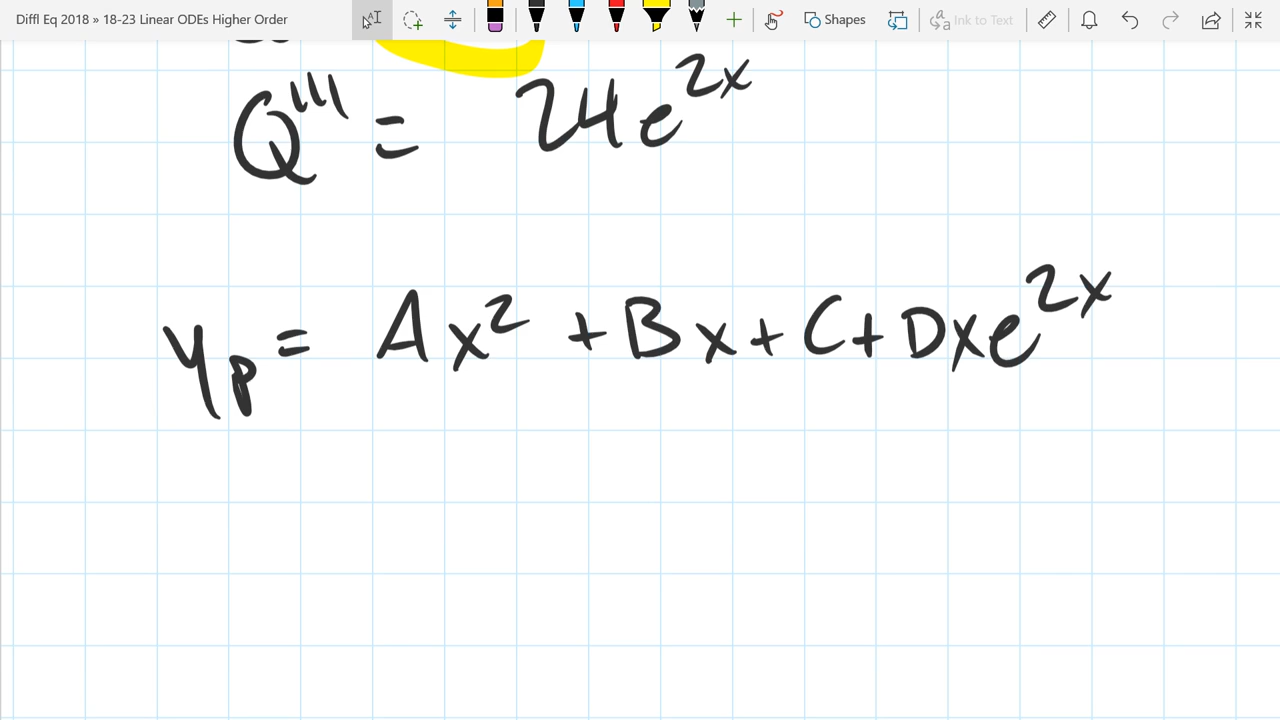 Diffl Eq 2018 » 18-23 Linear ODEs Higher Order
Shapes
Ink to Text
Q''' = 24e^{2x}
y_p = Ax^2 + Bx + C + Dxe^{2x}